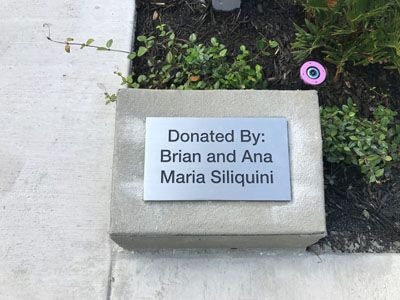 Donated By:
Brian and Ana
Maria Siliquini